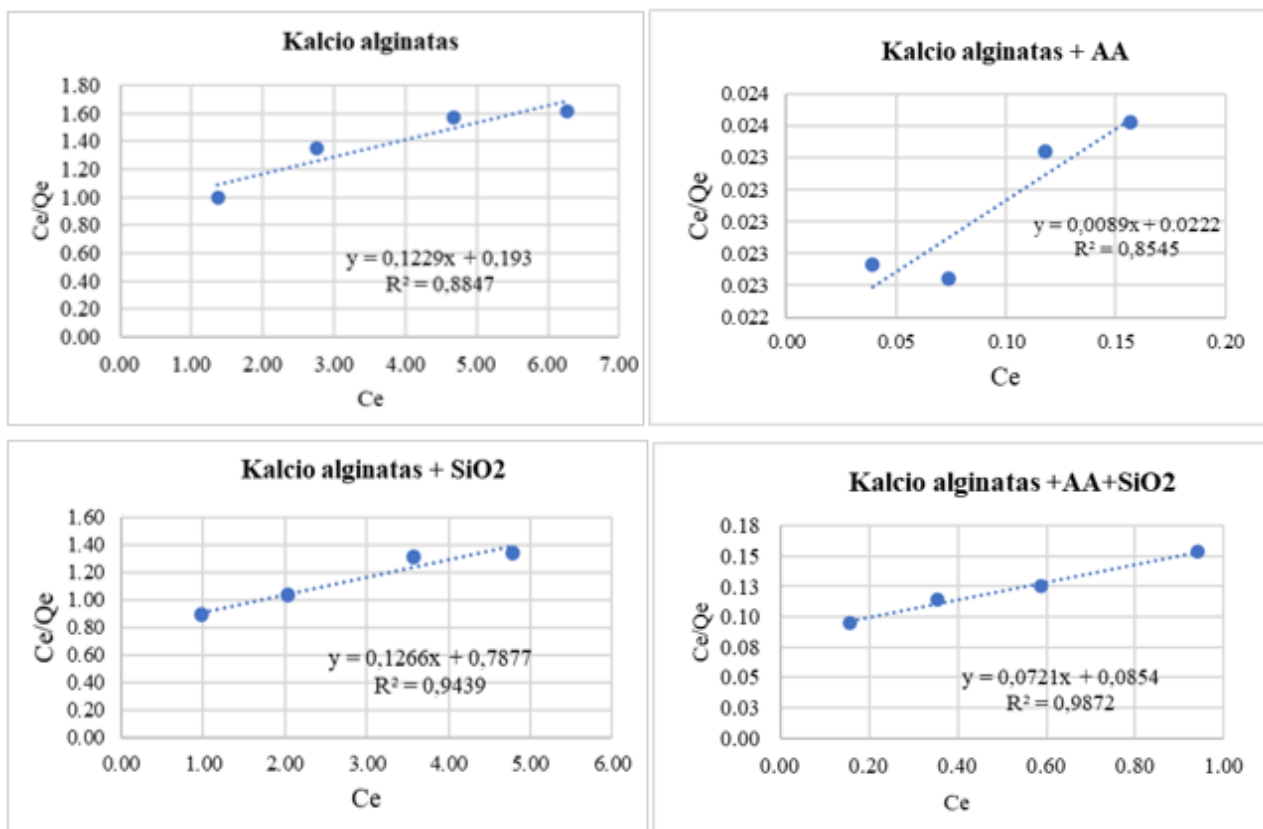 Kalcio alginatas
Ce/Qe
1.80
1.60
1.40
1.20
1.00
0.80
0.60
0.40
0.20
0.00
y = 0,1229x + 0.193
R² = 0,8847
0.00 1.00 2.00 3.00 4.00 5.00 6.00 7.00
Ce
Kalcio alginatas + AA
Ce/Qe
0.024
0.024
0.023
0.023
0.023
0.023
0.023
0.022
y = 0,0089x + 0.0222
R² = 0,8545
0.00 0.05 0.10 0.15 0.20
Ce
Kalcio alginatas + SiO2
Ce/Qe
1.60
1.40
1.20
1.00
0.80
0.60
0.40
0.20
0.00
y = 0,1266x + 0,7877
R² = 0,9439
0.00 1.00 2.00 3.00 4.00 5.00 6.00
Ce
Kalcio alginatas +AA+SiO2
Ce/Qe
0.18
0.15
0.13
0.10
0.08
0.05
0.03
0.00
y = 0,0721x + 0,0854
R² = 0,9872
0.00 0.20 0.40 0.60 0.80 1.00
Ce